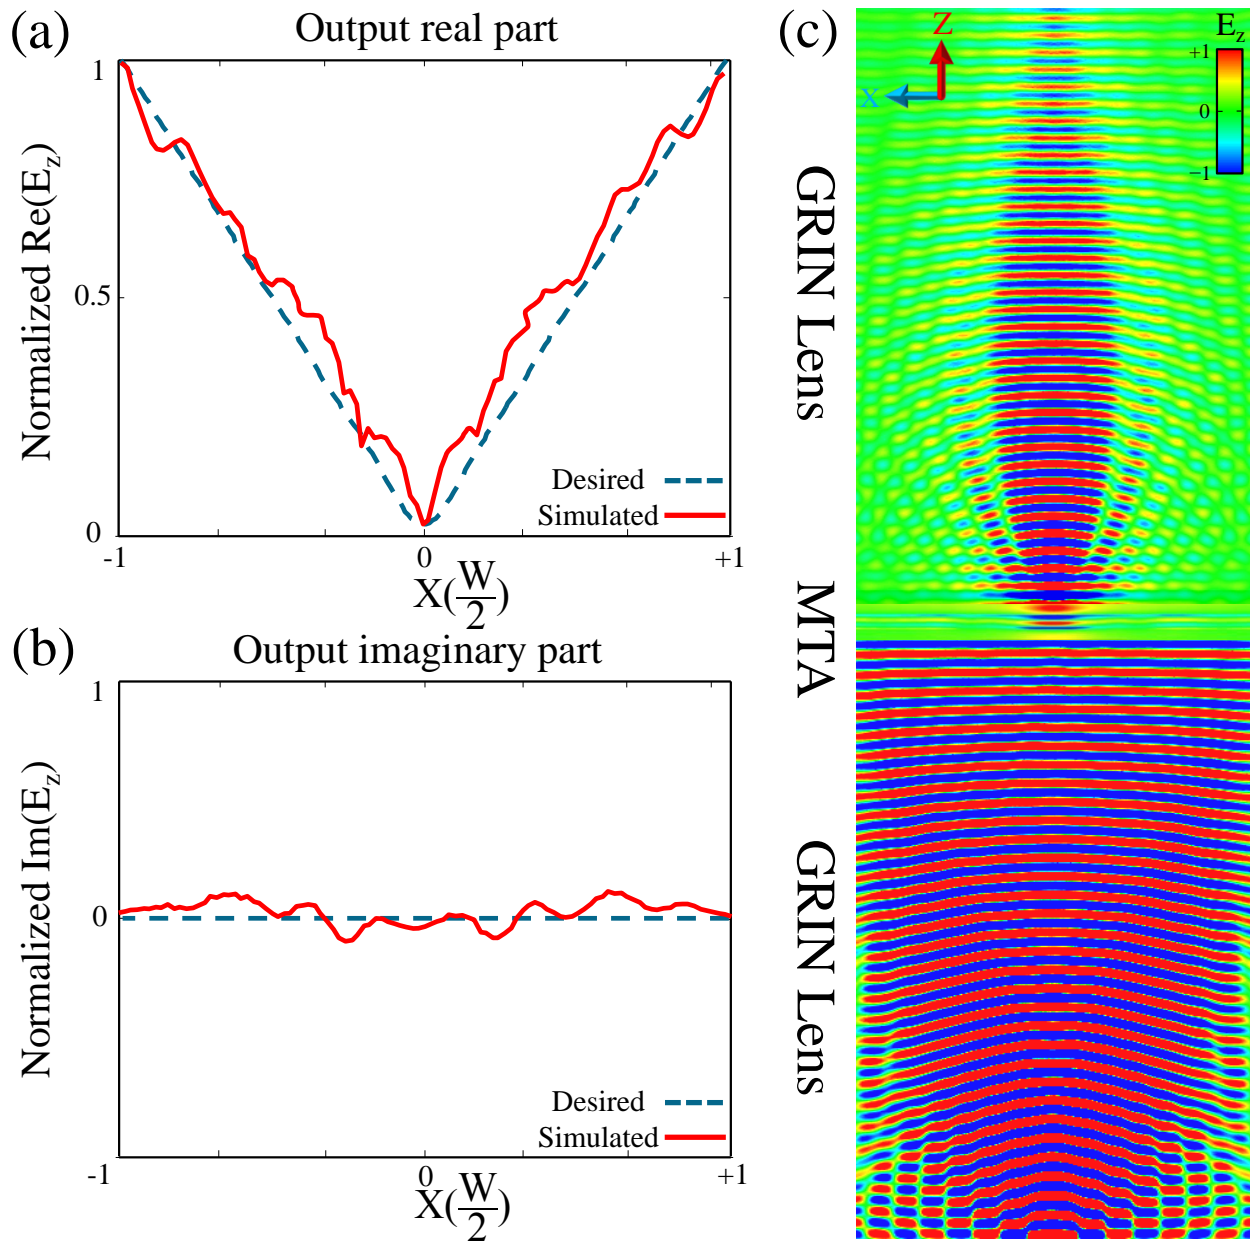 (a)
Output real part
Normalized Re(E_z)
1
0.5
0
-1
0
+1
X(W/2)
Desired
Simulated
(b)
Output imaginary part
Normalized Im(E_z)
1
0
-1
0
+1
X(W/2)
Desired
Simulated
(c)
Z
X
E_z
+1
0
−1
GRIN Lens
MTA
GRIN Lens